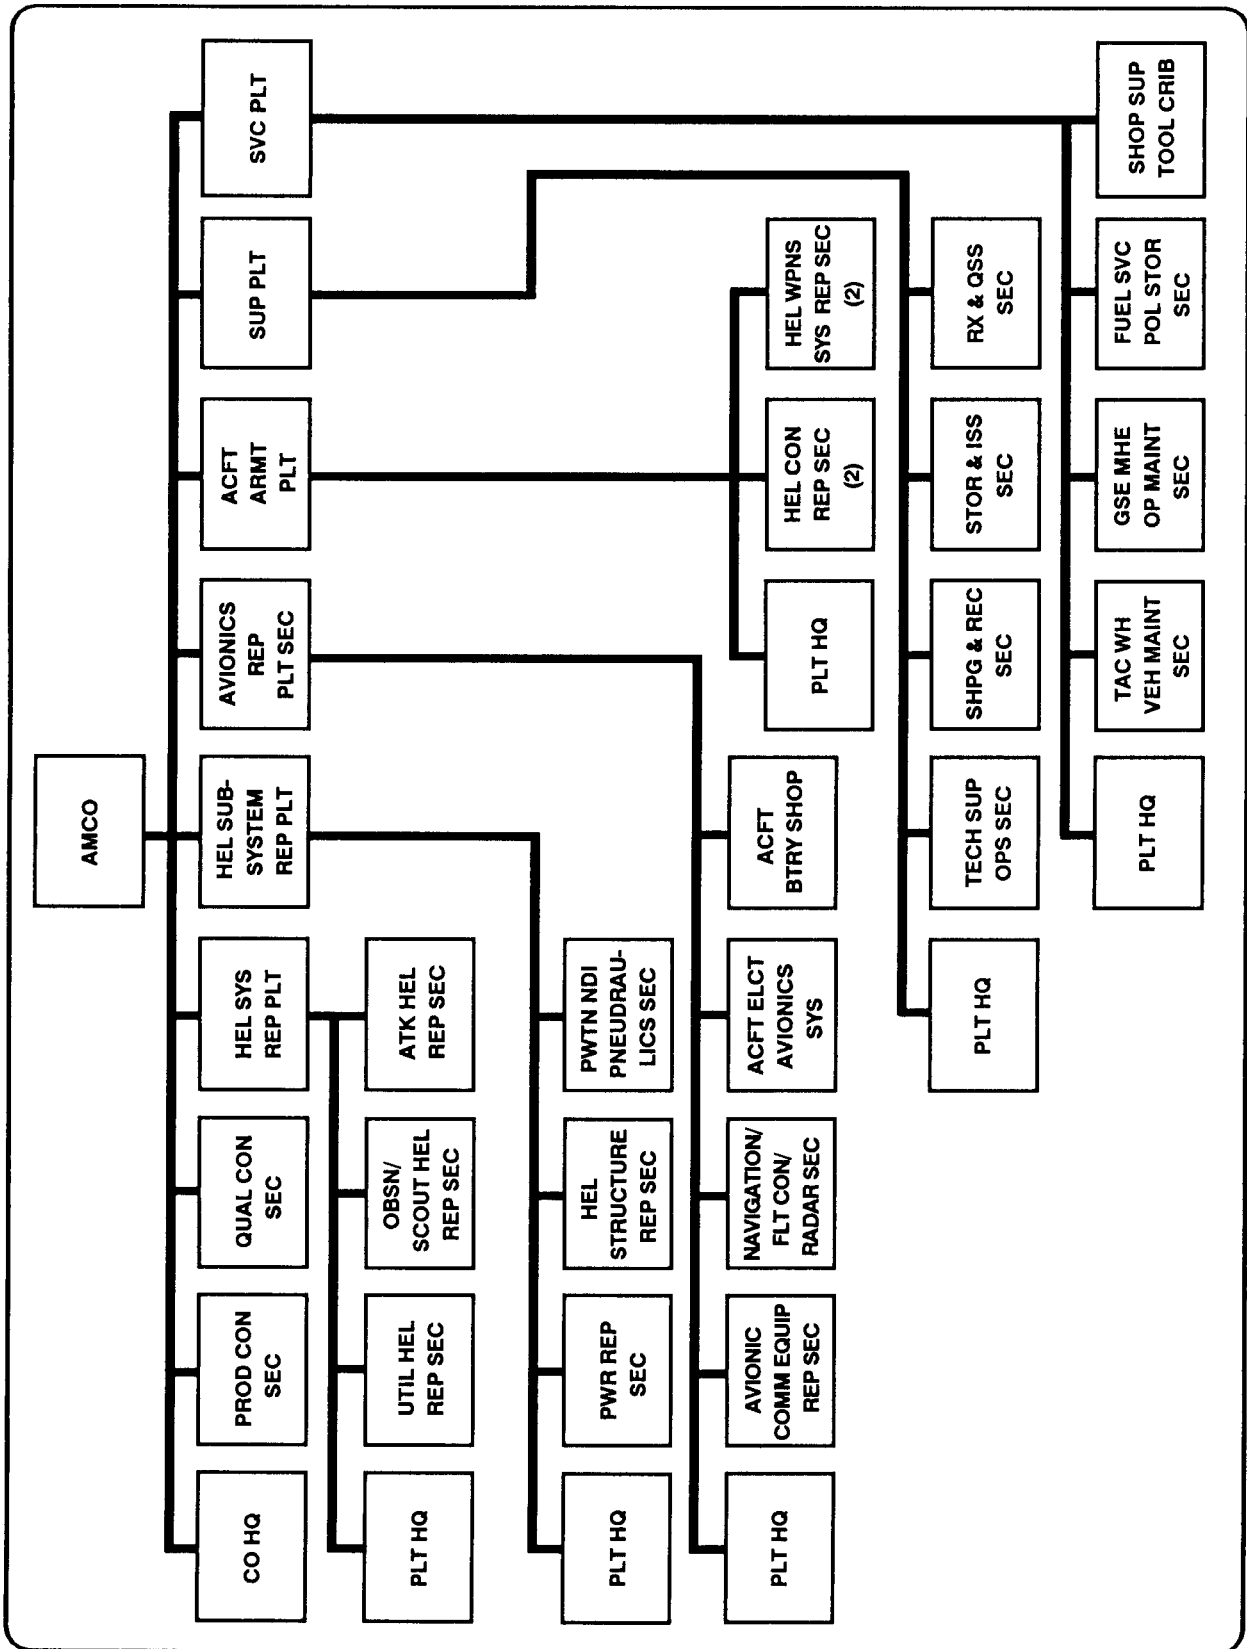 AMCO
CO HQ
PROD CON
SEC
QUAL CON
SEC
HEL SYS
REP PLT
HEL SUB-
SYSTEM
REP PLT
AVIONICS
REP
PLT SEC
ACFT
ARMT
PLT
SUP PLT
SVC PLT
PLT HQ
UTIL HEL
REP SEC
OBSN/
SCOUT HEL
REP SEC
ATK HEL
REP SEC
PLT HQ
PWR REP
SEC
HEL
STRUCTURE
REP SEC
PWTN NDI
PNEUDRAU-
LICS SEC
PLT HQ
AVIONIC
COMM EQUIP
REP SEC
NAVIGATION/
FLT CON/
RADAR SEC
ACFT ELCT
AVIONICS
SYS
ACFT
BTRY SHOP
PLT HQ
HEL CON
REP SEC
(2)
HEL WPNS
SYS REP SEC
(2)
PLT HQ
TECH SUP
OPS SEC
SHPG & REC
SEC
STOR & ISS
SEC
RX & QSS
SEC
PLT HQ
TAC WH
VEH MAINT
SEC
GSE MHE
OP MAINT
SEC
FUEL SVC
POL STOR
SEC
SHOP SUP
TOOL CRIB